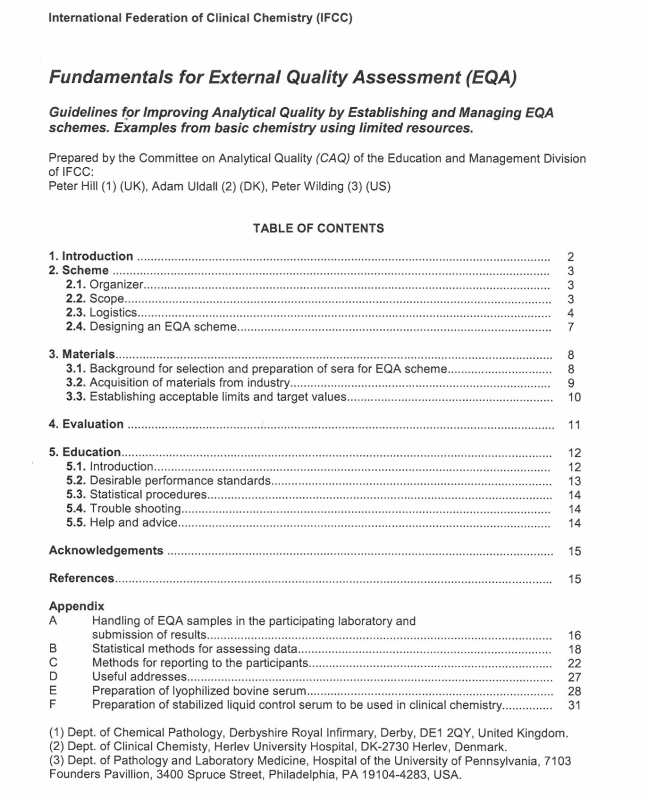 International Federation of Clinical Chemistry (IFCC)
Fundamentals for External Quality Assessment (EQA)
Guidelines for Improving Analytical Quality by Establishing and Managing EQA
schemes. Examples from basic chemistry using limited resources.
Prepared by the Committee on Analytical Quality (CAQ) of the Education and Management Division
of IFCC:
Peter Hill (1) (UK), Adam Uldall (2) (DK), Peter Wilding (3) (US)
TABLE OF CONTENTS
1. Introduction ........ 2
2. Scheme ........ 3
2.1. Organizer........ 3
2.2. Scope........ 3
2.3. Logistics........ 4
2.4. Designing an EQA scheme........ 7
3. Materials........ 8
3.1. Background for selection and preparation of sera for EQA scheme........ 8
3.2. Acquisition of materials from industry........ 9
3.3. Establishing acceptable limits and target values........ 10
4. Evaluation ........ 11
5. Education........ 12
5.1. Introduction........ 12
5.2. Desirable performance standards........ 13
5.3. Statistical procedures........ 14
5.4. Trouble shooting........ 14
5.5. Help and advice........ 14
Acknowledgements ........ 15
References........ 15
Appendix
A Handling of EQA samples in the participating laboratory and
submission of results........ 16
B Statistical methods for assessing data........ 18
C Methods for reporting to the participants........ 22
D Useful addresses........ 27
E Preparation of lyophilized bovine serum........ 28
F Preparation of stabilized liquid control serum to be used in clinical chemistry........ 31
(1) Dept. of Chemical Pathology, Derbyshire Royal Infirmary, Derby, DE1 2QY, United Kingdom.
(2) Dept. of Clinical Chemisty, Herlev University Hospital, DK-2730 Herlev, Denmark.
(3) Dept. of Pathology and Laboratory Medicine, Hospital of the University of Pennsylvania, 7103
Founders Pavillion, 3400 Spruce Street, Philadelphia, PA 19104-4283, USA.